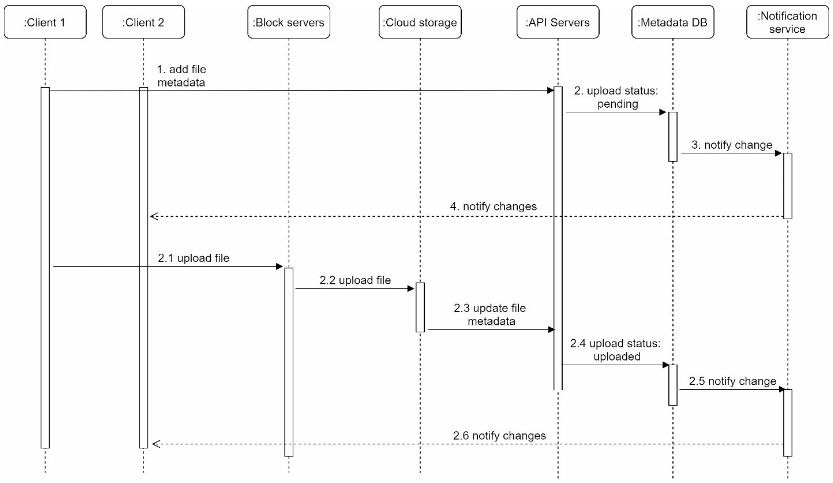 :Client 1
:Client 2
:Block servers
:Cloud storage
:API Servers
:Metadata DB
:Notification
service
1. add file
metadata
2. upload status:
pending
3. notify change
4. notify changes
2.1 upload file
2.2 upload file
2.3 update file
metadata
2.4 upload status:
uploaded
2.5 notify change
2.6 notify changes